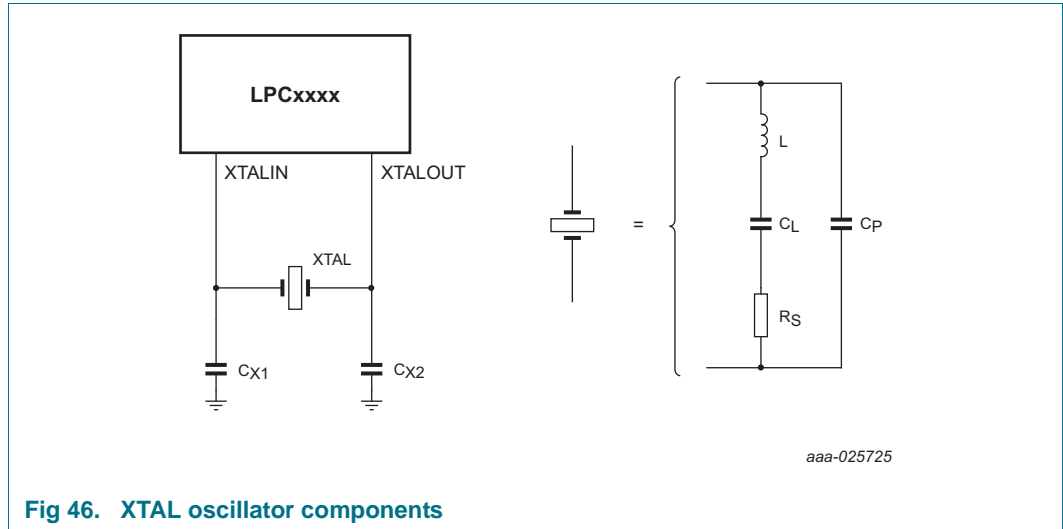 LPCxxxx
XTALIN
XTALOUT
XTAL
CX1
CX2
=
L
CL
CP
RS
aaa-025725
Fig 46. XTAL oscillator components